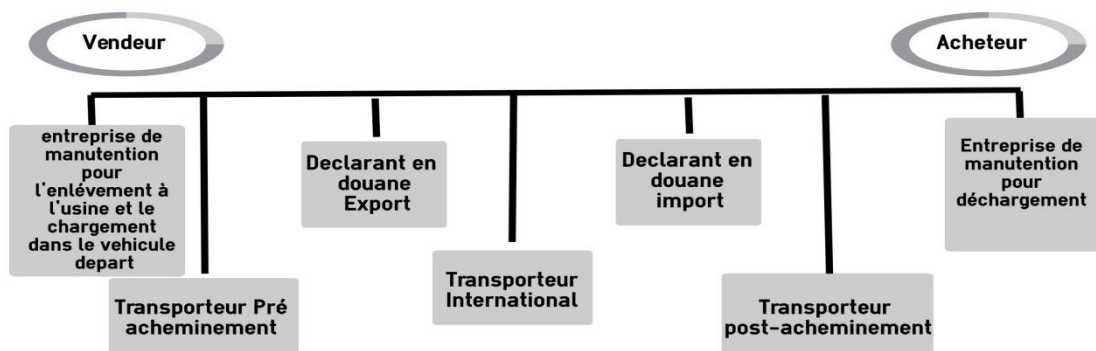 Vendeur
Acheteur
entreprise de
manutention
pour
l'enlévement à
l'usine et le
chargement
dans le vehicule
depart
Transporteur Pré
acheminement
Declarant en
douane
Export
Transporteur
International
Declarant en
douane
import
Transporteur
post-acheminement
Entreprise de
manutention
pour
déchargement